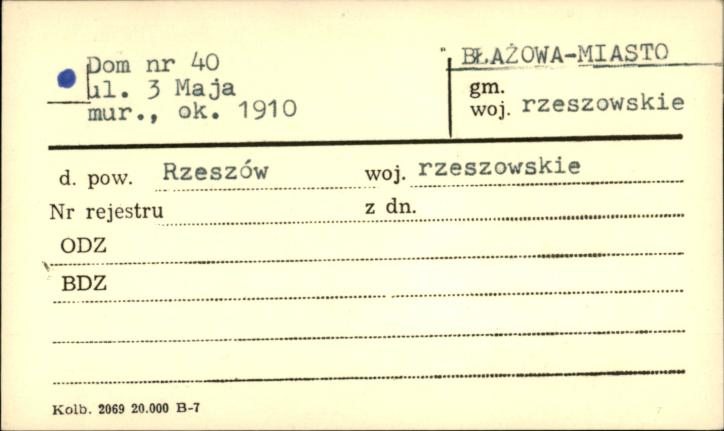 Dom nr 40
ul. 3 Maja
mur., ok. 1910
BŁAŻOWA-MIASTO
gm.
woj. rzeszowskie
d. pow. Rzeszów woj. rzeszowskie
Nr rejestru z dn.
ODZ
BDZ
Kolb. 2069 20.000 B-7